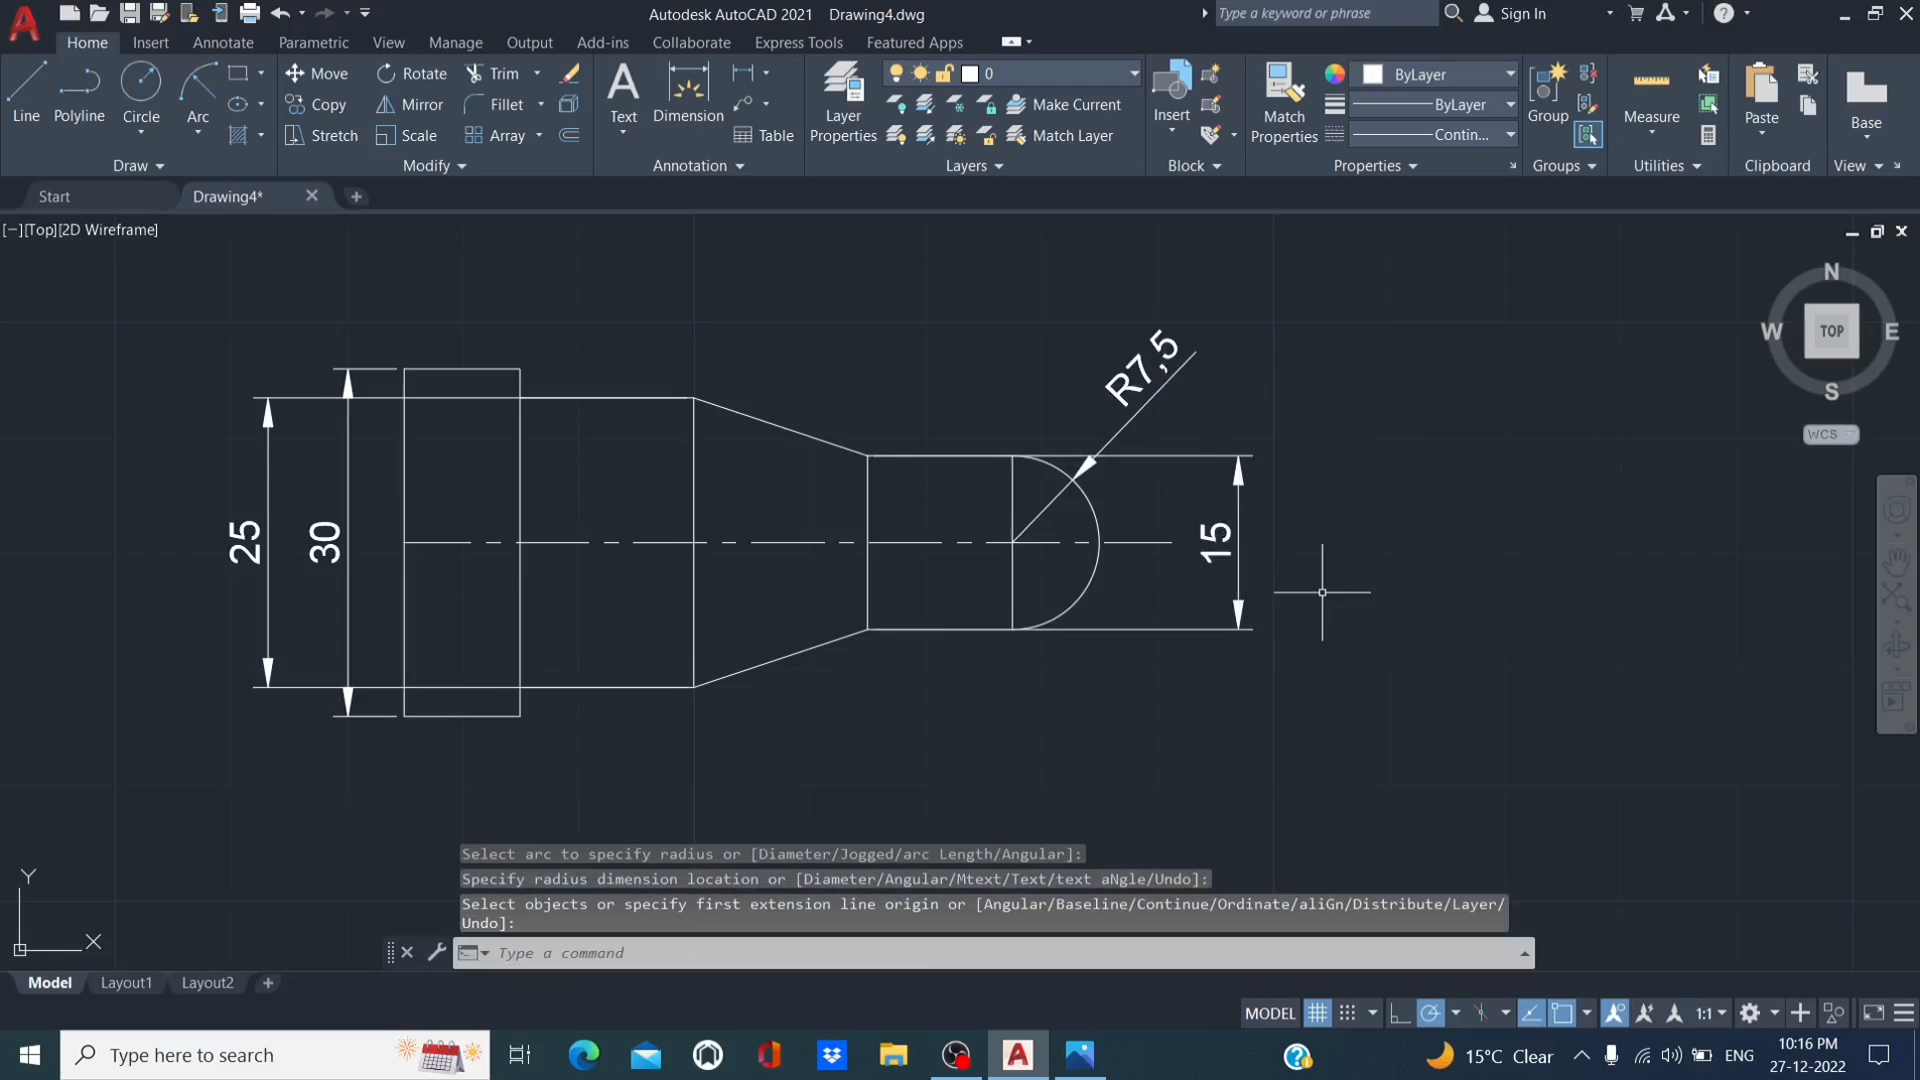 Autodesk AutoCAD 2021 Drawing4.dwg
Type a keyword or phrase
Sign In
Home Insert Annotate Parametric View Manage Output Add-ins Collaborate Express Tools Featured Apps
Line
Polyline
Circle
Arc
Draw
Move
Rotate
Trim
Copy
Mirror
Fillet
Stretch
Scale
Array
Modify
Text
Dimension
Table
Annotation
Layer
Properties
0
Make Current
Match Layer
Layers
Insert
Block
Match
Properties
ByLayer
ByLayer
Contin...
Properties
Group
Groups
Measure
Utilities
Paste
Clipboard
Base
View
Start
Drawing4*
[−][Top][2D Wireframe]
N
W
TOP
E
S
WCS
25
30
R7,5
15
Y
X
Select arc to specify radius or [Diameter/Jogged/arc Length/Angular]:
Specify radius dimension location or [Diameter/Angular/Mtext/Text/text aNgle/Undo]:
Select objects or specify first extension line origin or [Angular/Baseline/Continue/Ordinate/aliGn/Distribute/Layer/
Undo]:
Type a command
Model Layout1 Layout2
MODEL
1:1
Type here to search
15°C Clear
ENG
10:16 PM
27-12-2022